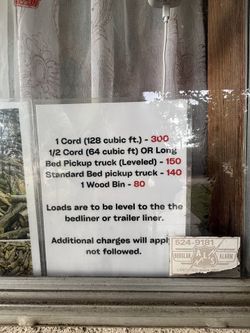 1 Cord (128 cubic ft.) - 300
1/2 Cord (64 cubic ft) OR Long
Bed Pickup truck (Leveled) - 150
Standard Bed pickup truck - 140
1 Wood Bin - 80
Loads are to be level to the the
bedliner or trailer liner.
Additional charges will apply
not followed.
524-9181
BURGLAR ALARM